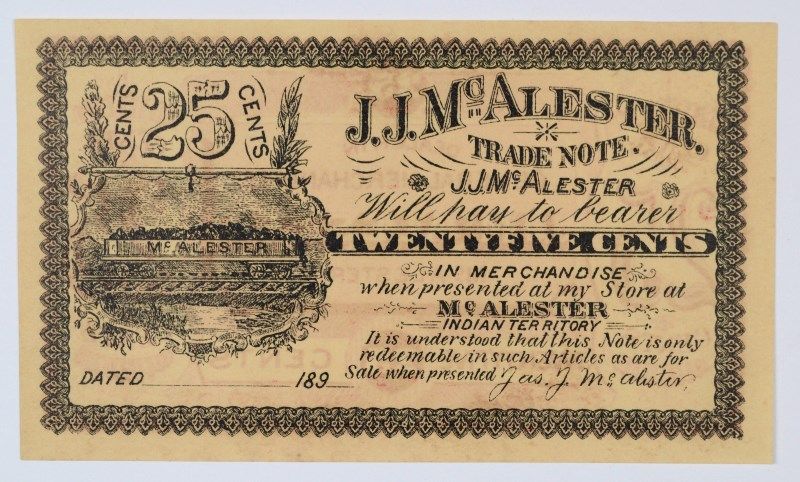 CENTS 25 CENTS
McALESTER
DATED 189
J.J. McALESTER.
TRADE NOTE.
J.J. McALESTER
Will pay to bearer
TWENTYFIVE CENTS
IN MERCHANDISE
when presented at my Store at
McALESTER
INDIAN TERRITORY
It is understood that this Note is only
redeemable in such Articles as are for
Sale when presented Jas. J. McAlester